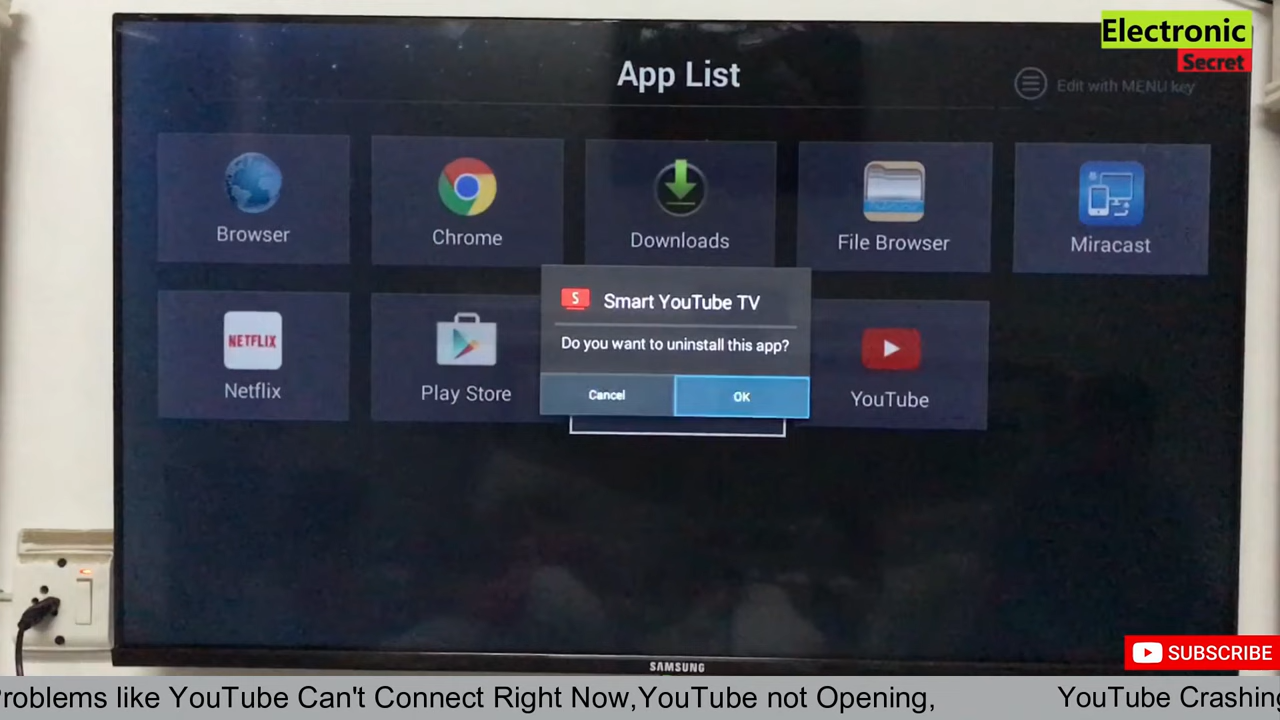 Electronic
Secret
App List
Edit with MENU key
Browser
Chrome
Downloads
File Browser
Miracast
S
Smart YouTube TV
Do you want to uninstall this app?
Cancel
OK
NETFLIX
Netflix
Play Store
YouTube
SAMSUNG
SUBSCRIBE
roblems like YouTube Can't Connect Right Now,YouTube not Opening, YouTube Crashing